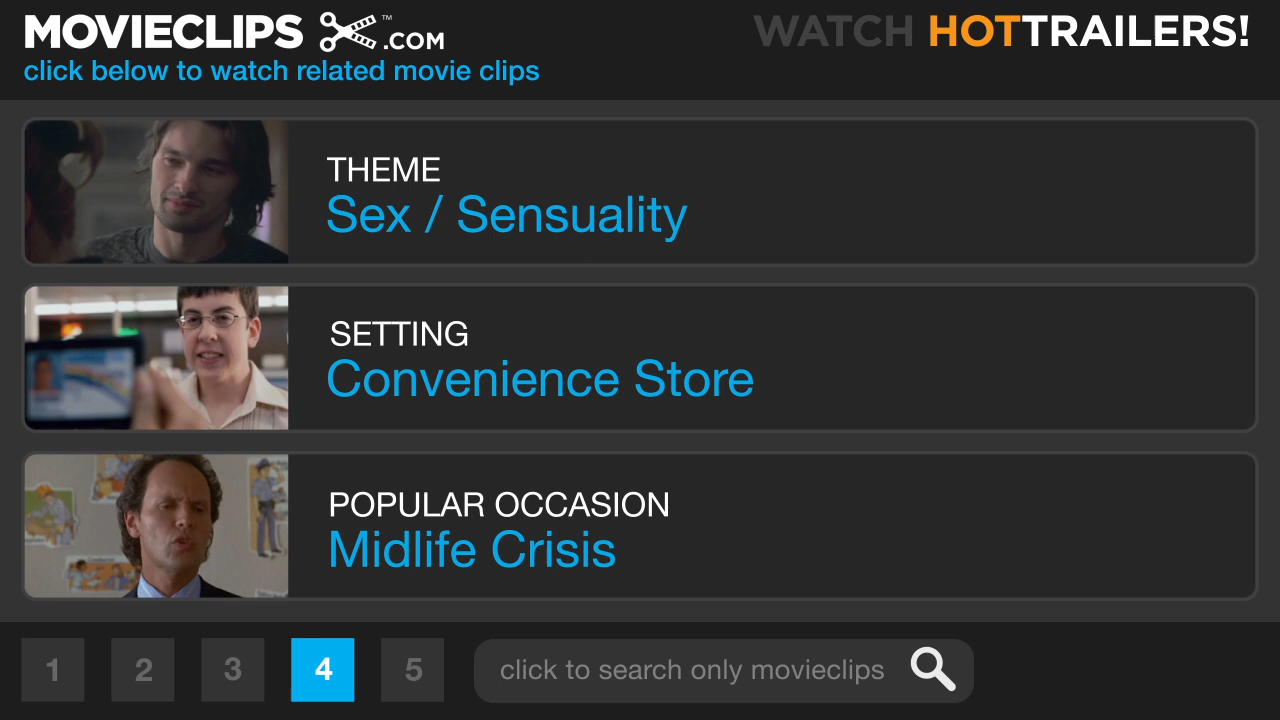 MOVIECLIPS ™ .COM
WATCH HOTTRAILERS!
click below to watch related movie clips
THEME
Sex / Sensuality
SETTING
Convenience Store
POPULAR OCCASION
Midlife Crisis
1 2 3 4 5 click to search only movieclips